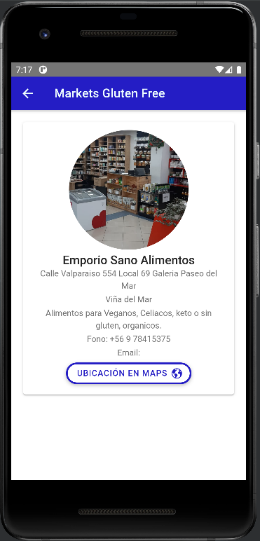 7:17
Markets Gluten Free
Emporio Sano Alimentos
Calle Valparaiso 554 Local 69 Galeria Paseo del
Mar
Viña del Mar
Alimentos para Veganos, Celiacos, keto o sin
gluten, organicos.
Fono: +56 9 78415375
Email:
UBICACIÓN EN MAPS